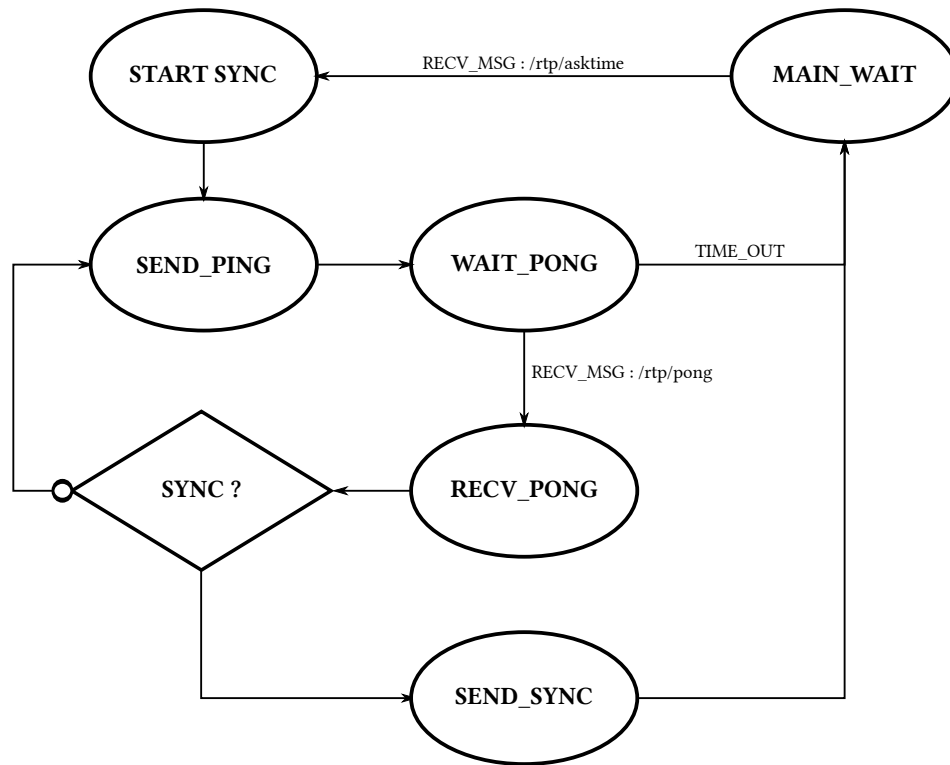 START SYNC
RECV_MSG : /rtp/asktime
MAIN_WAIT
SEND_PING
WAIT_PONG
TIME_OUT
RECV_MSG : /rtp/pong
SYNC ?
RECV_PONG
SEND_SYNC